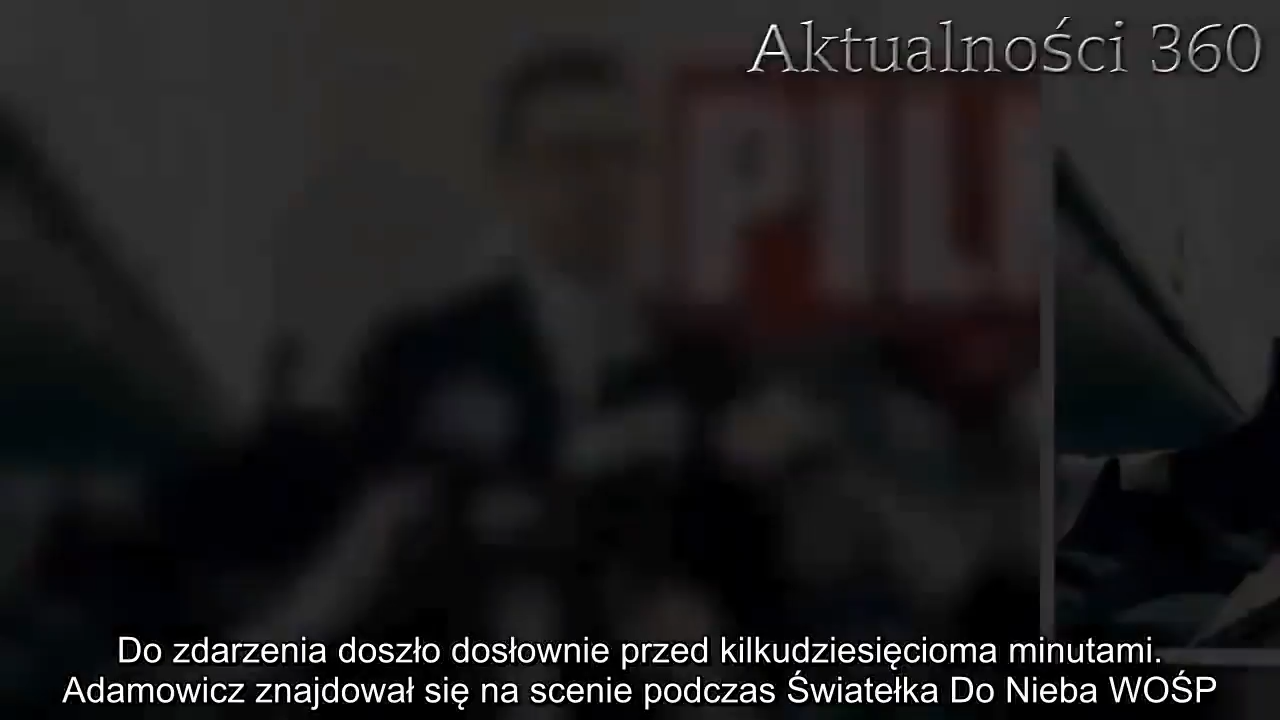 Aktualności 360
PIL
Do zdarzenia doszło dosłownie przed kilkudziesięcioma minutami.
Adamowicz znajdował się na scenie podczas Światełka Do Nieba WOŚP